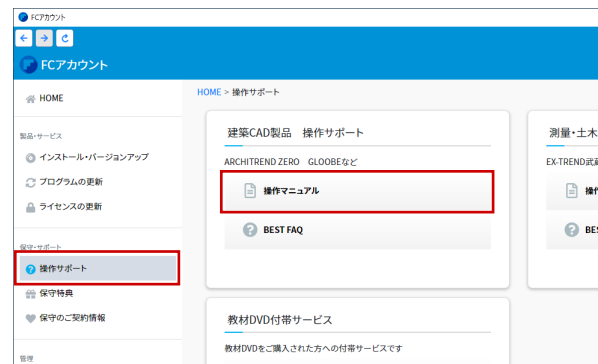 FCアカウント
FCアカウント
HOME
製品・サービス
インストール・バージョンアップ
プログラムの更新
ライセンスの更新
保守・サポート
操作サポート
保守特典
保守のご契約情報
管理
HOME > 操作サポート
建築CAD製品 操作サポート
ARCHITREND ZERO GLOOBEなど
操作マニュアル
BEST FAQ
教材DVD付帯サービス
教材DVDをご購入された方への付帯サービスです
測量・土木
EX-TREND武蔵
操作
BES